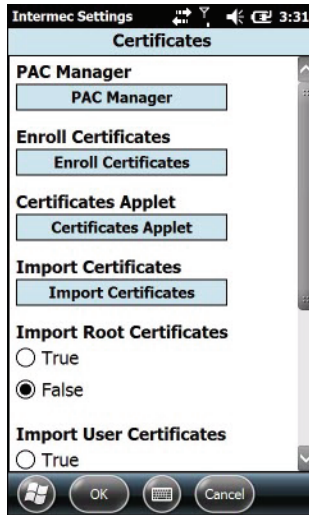 Intermec Settings 3:31
Certificates
PAC Manager
PAC Manager
Enroll Certificates
Enroll Certificates
Certificates Applet
Certificates Applet
Import Certificates
Import Certificates
Import Root Certificates
True
False
Import User Certificates
True
OK Cancel